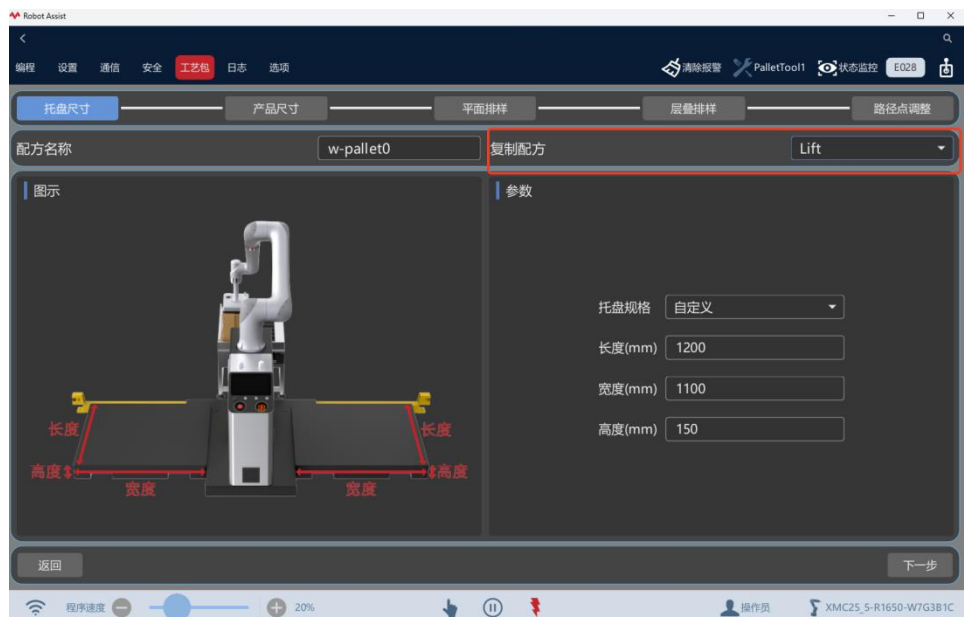 Robot Assist
编程 设置 通信 安全 工艺包 日志 选项 清除报警 PalletTool1 状态监控 E028
托盘尺寸 产品尺寸 平面排样 层叠排样 路径点调整
配方名称 w-pallet0 复制配方 Lift
图示 参数
托盘规格 自定义
长度(mm) 1200
宽度(mm) 1100
高度(mm) 150
长度 长度
高度 高度
宽度 宽度
返回 下一步
程序速度 20% 操作员 XMC25_5-R1650-W7G3B1C